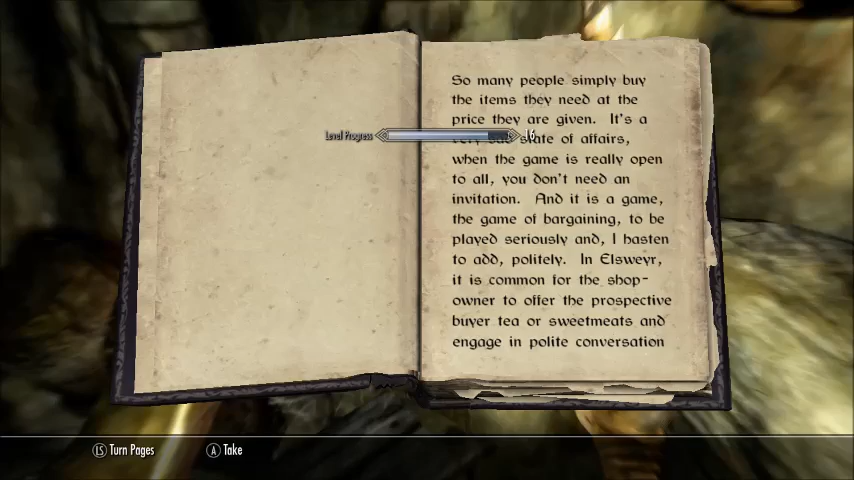 So many people simply buy
the items they need at the
price they are given.  It's a
Level Progress 16
very sad state of affairs,
when the game is really open
to all, you don't need an
invitation.  And it is a game,
the game of bargaining, to be
played seriously and, I hasten
to add, politely.  In Elsweyr,
it is common for the shop-
owner to offer the prospective
buyer tea or sweetmeats and
engage in polite conversation
LS Turn Pages
A Take